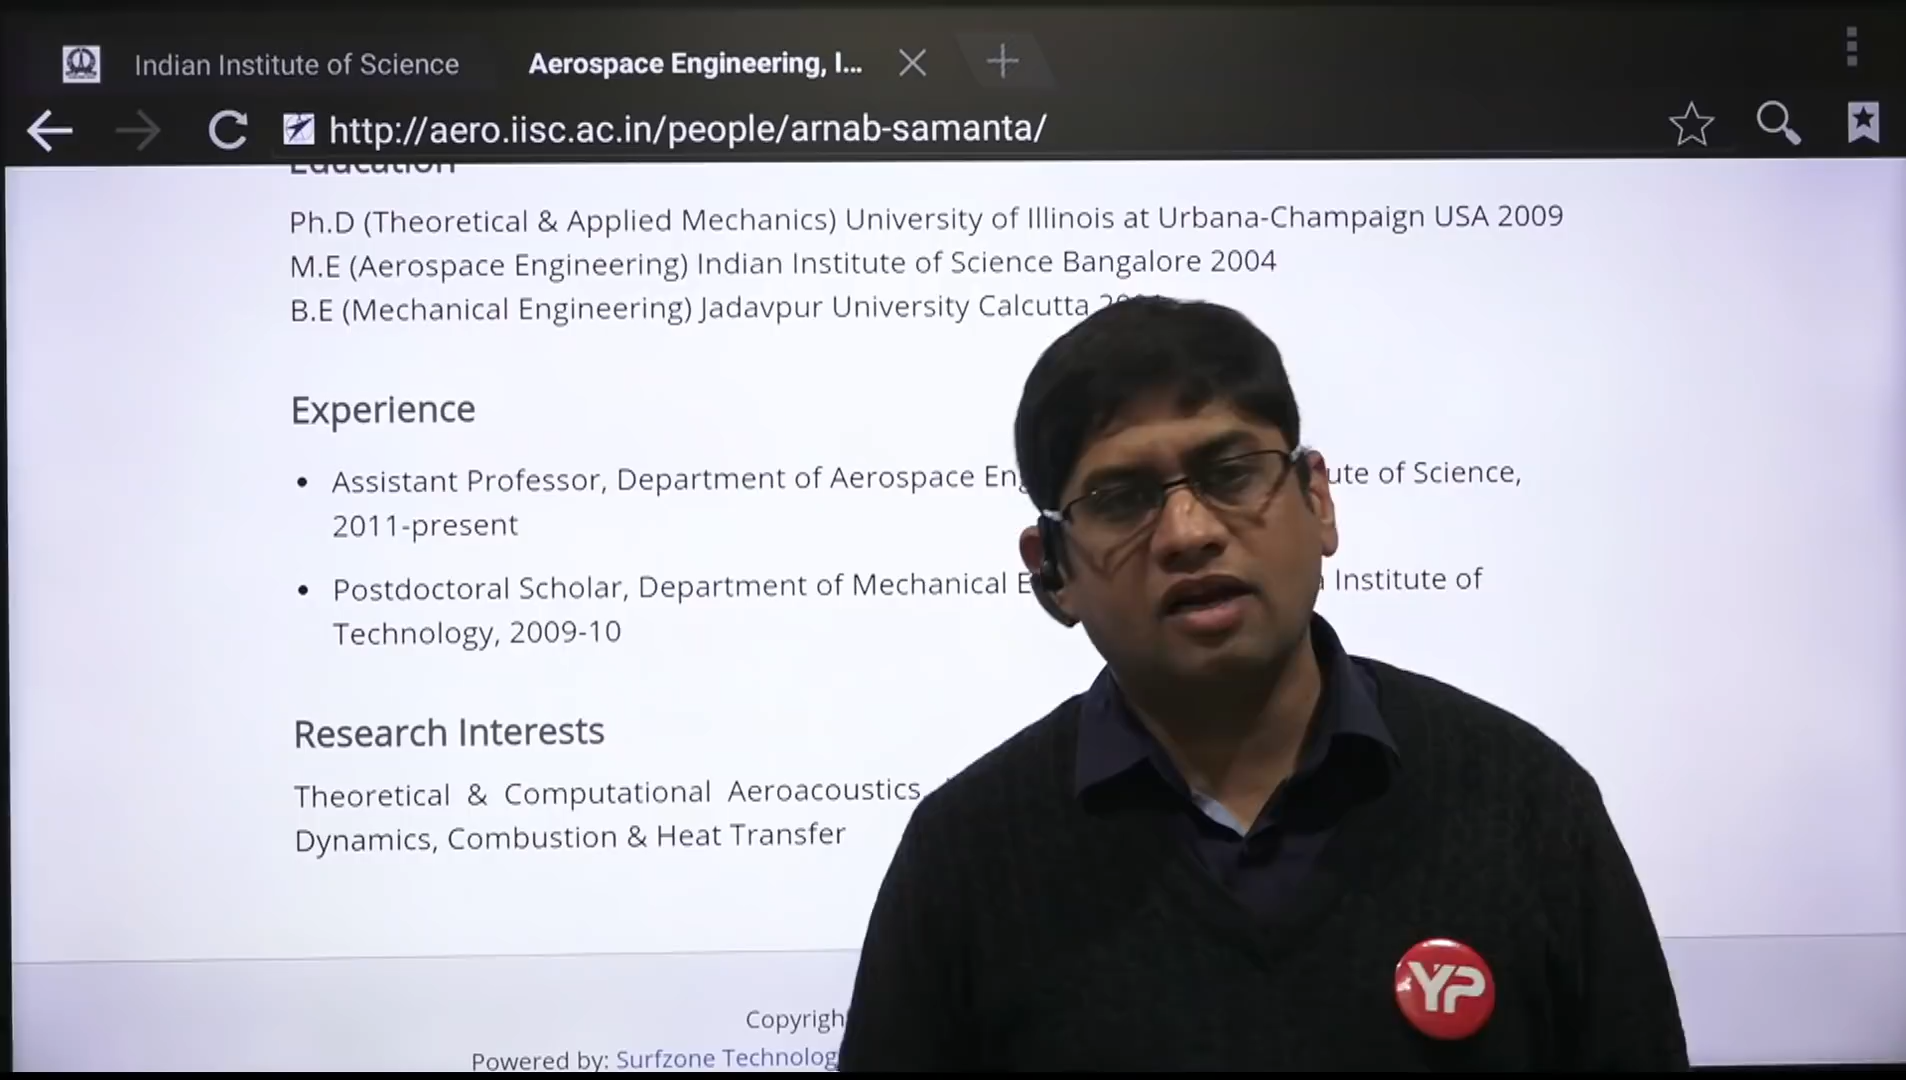 Indian Institute of Science
Aerospace Engineering, I...
http://aero.iisc.ac.in/people/arnab-samanta/
Education
Ph.D (Theoretical & Applied Mechanics) University of Illinois at Urbana-Champaign USA 2009
M.E (Aerospace Engineering) Indian Institute of Science Bangalore 2004
B.E (Mechanical Engineering) Jadavpur University Calcutta
Experience
• Assistant Professor, Department of Aerospace Eng ute of Science,
2011-present
• Postdoctoral Scholar, Department of Mechanical E Institute of
Technology, 2009-10
Research Interests
Theoretical & Computational Aeroacoustics,
Dynamics, Combustion & Heat Transfer
YP
Copyrigh
Powered by: Surfzone Technolog